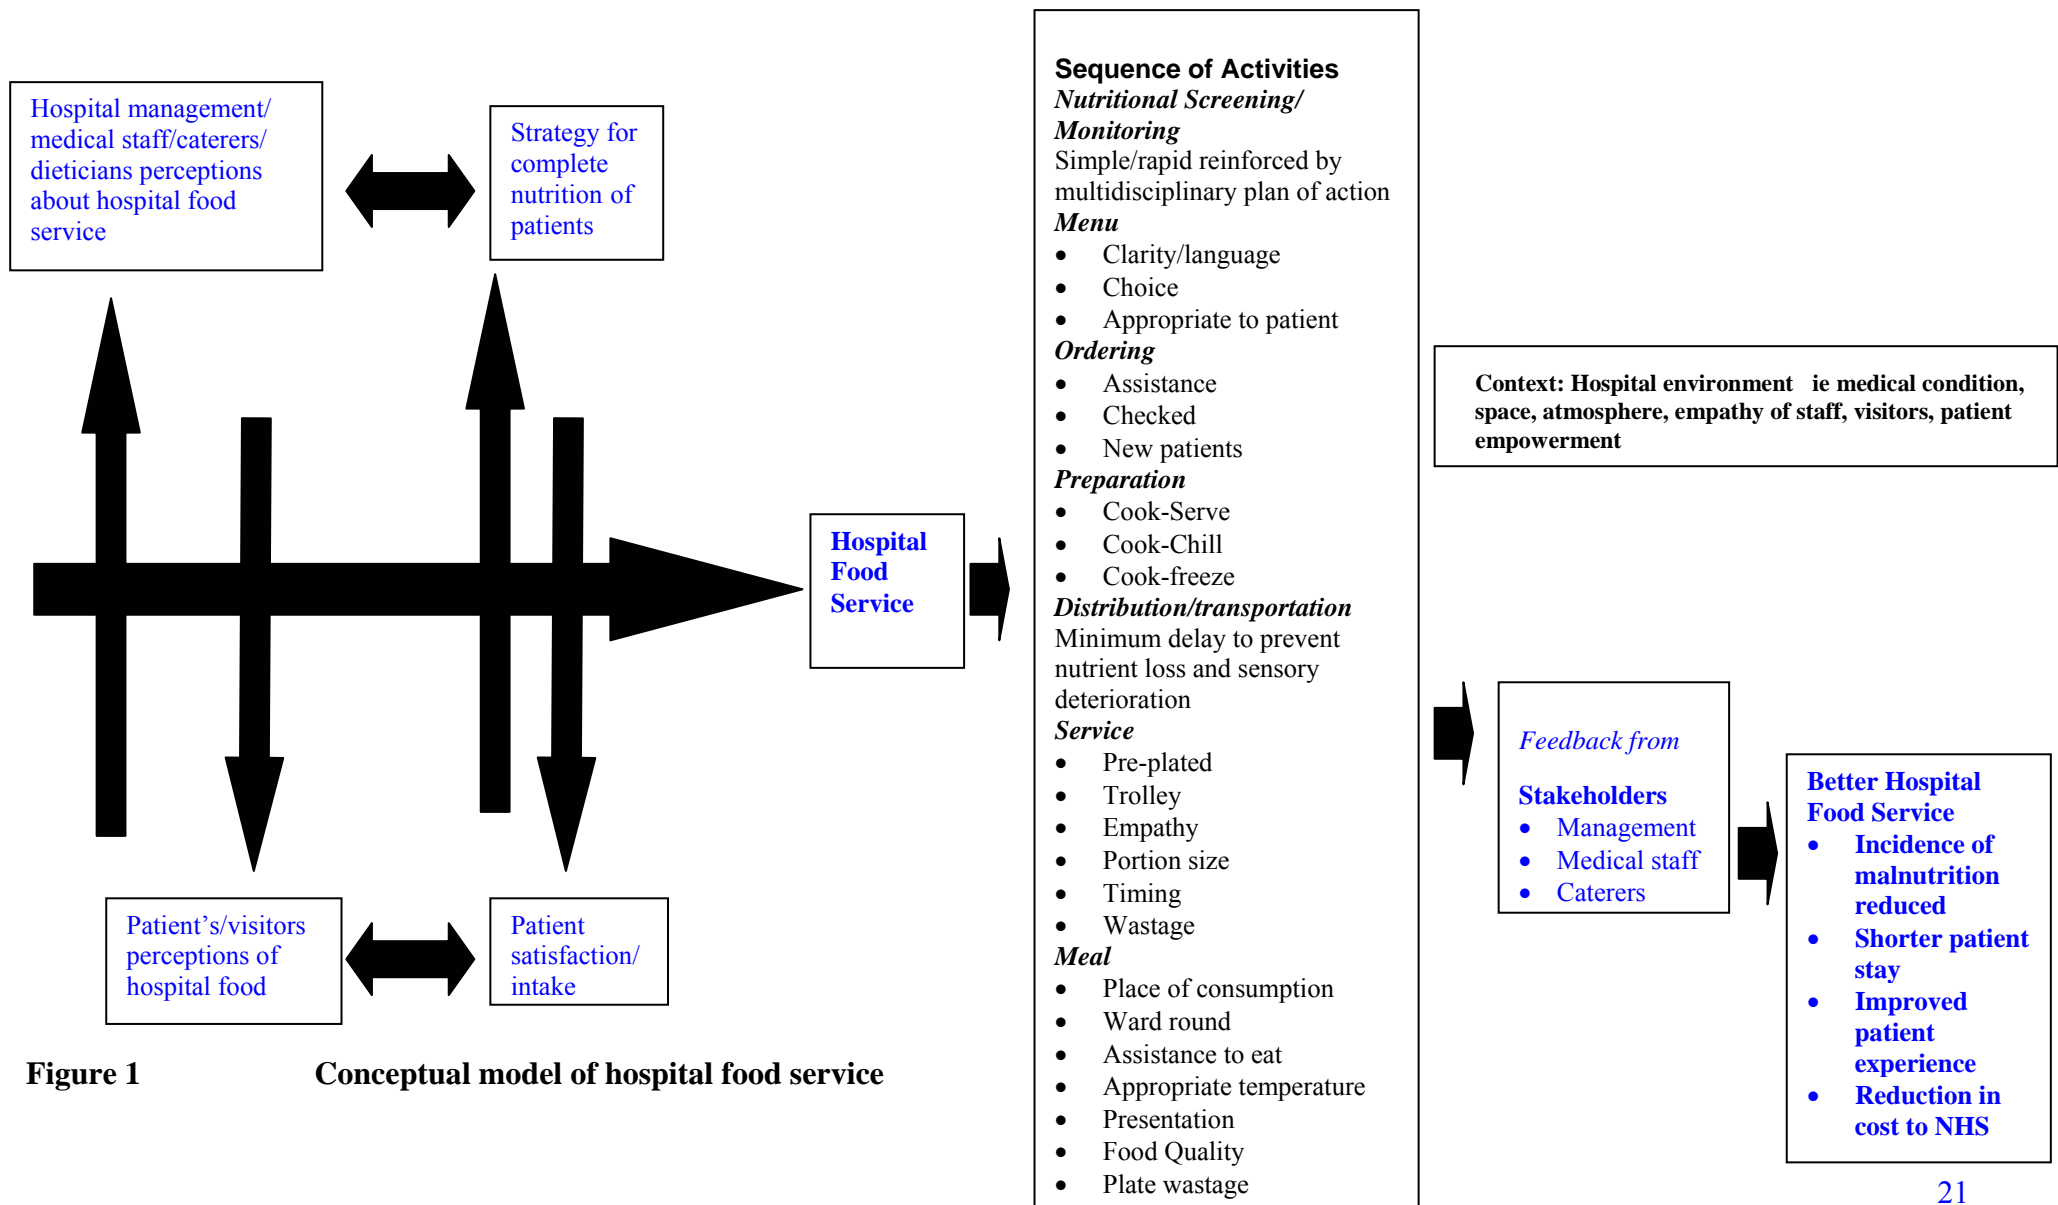 Hospital management/
medical staff/caterers/
dieticians perceptions
about hospital food
service
Strategy for
complete
nutrition of
patients
Patient’s/visitors
perceptions of
hospital food
Patient
satisfaction/
intake
Hospital
Food
Service
Sequence of Activities
Nutritional Screening/
Monitoring
Simple/rapid reinforced by
multidisciplinary plan of action
Menu
• Clarity/language
• Choice
• Appropriate to patient
Ordering
• Assistance
• Checked
• New patients
Preparation
• Cook-Serve
• Cook-Chill
• Cook-freeze
Distribution/transportation
Minimum delay to prevent
nutrient loss and sensory
deterioration
Service
• Pre-plated
• Trolley
• Empathy
• Portion size
• Timing
• Wastage
Meal
• Place of consumption
• Ward round
• Assistance to eat
• Appropriate temperature
• Presentation
• Food Quality
• Plate wastage
Context: Hospital environment ie medical condition,
space, atmosphere, empathy of staff, visitors, patient
empowerment
Feedback from
Stakeholders
• Management
• Medical staff
• Caterers
Better Hospital
Food Service
• Incidence of
malnutrition
reduced
• Shorter patient
stay
• Improved
patient
experience
• Reduction in
cost to NHS
Figure 1 Conceptual model of hospital food service
21